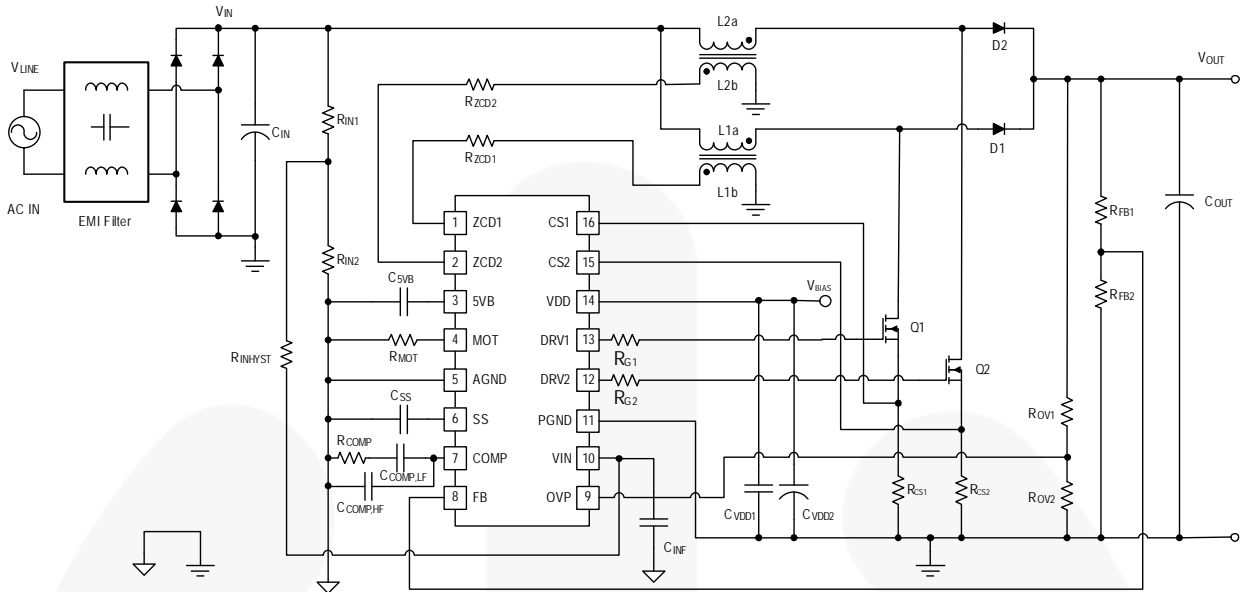 VIN
L2a
D2
VLINE
VOUT
L2b
RZCD2
RIN1
CIN
L1a
D1
RZCD1
AC IN
EMI Filter
L1b
RFB1
COUT
1 ZCD1 CS1 16
RIN2
2 ZCD2 CS2 15
C5VB
VBIAS
3 5VB VDD 14
RFB2
Q1
4 MOT DRV1 13
RINHYST
RMOT
RG1
Q2
5 AGND DRV2 12
CSS
RG2
ROV1
6 SS PGND 11
RCOMP
7 COMP VIN 10
CCOMP,LF
RCS1
RCS2
8 FB OVP 9
ROV2
CCOMP,HF
CVDD1
CVDD2
CINF